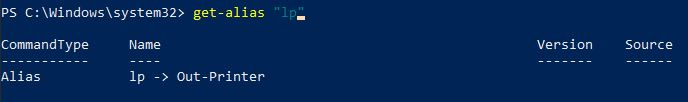 PS C:\Windows\system32> get-alias "lp"
CommandType     Name                                               Version    Source
-----------     ----                                               -------    ------
Alias           lp -> Out-Printer